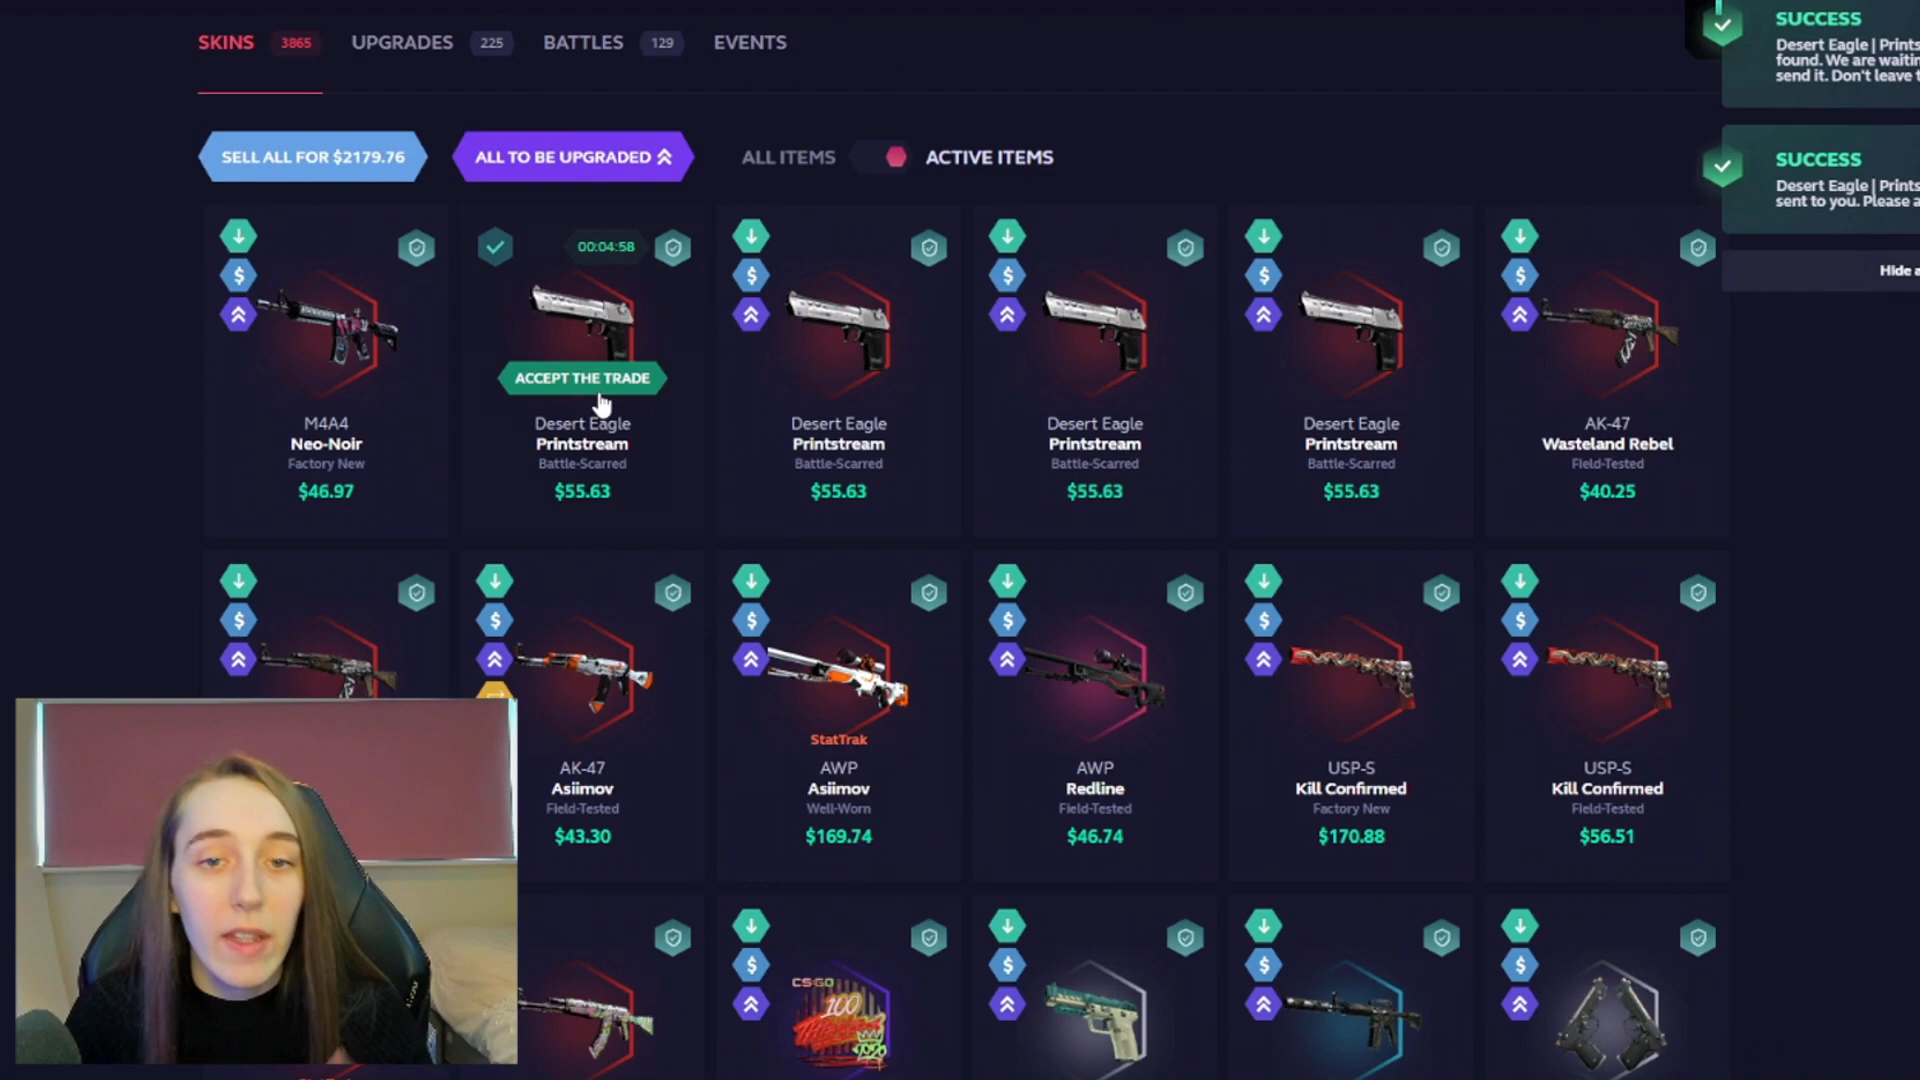 SKINS 3865 UPGRADES 225 BATTLES 129 EVENTS
SUCCESS
Desert Eagle | Prints
found. We are waitin
send it. Don't leave t
SELL ALL FOR $2179.76
ALL TO BE UPGRADED
ALL ITEMS
ACTIVE ITEMS
SUCCESS
Desert Eagle | Prints
sent to you. Please a
Hide a
00:04:58
ACCEPT THE TRADE
M4A4
Neo-Noir
Factory New
$46.97
Desert Eagle
Printstream
Battle-Scarred
$55.63
Desert Eagle
Printstream
Battle-Scarred
$55.63
Desert Eagle
Printstream
Battle-Scarred
$55.63
Desert Eagle
Printstream
Battle-Scarred
$55.63
AK-47
Wasteland Rebel
Field-Tested
$40.25
AK-47
Asiimov
Field-Tested
$43.30
StatTrak
AWP
Asiimov
Well-Worn
$169.74
AWP
Redline
Field-Tested
$46.74
USP-S
Kill Confirmed
Factory New
$170.88
USP-S
Kill Confirmed
Field-Tested
$56.51
CS:GO
100